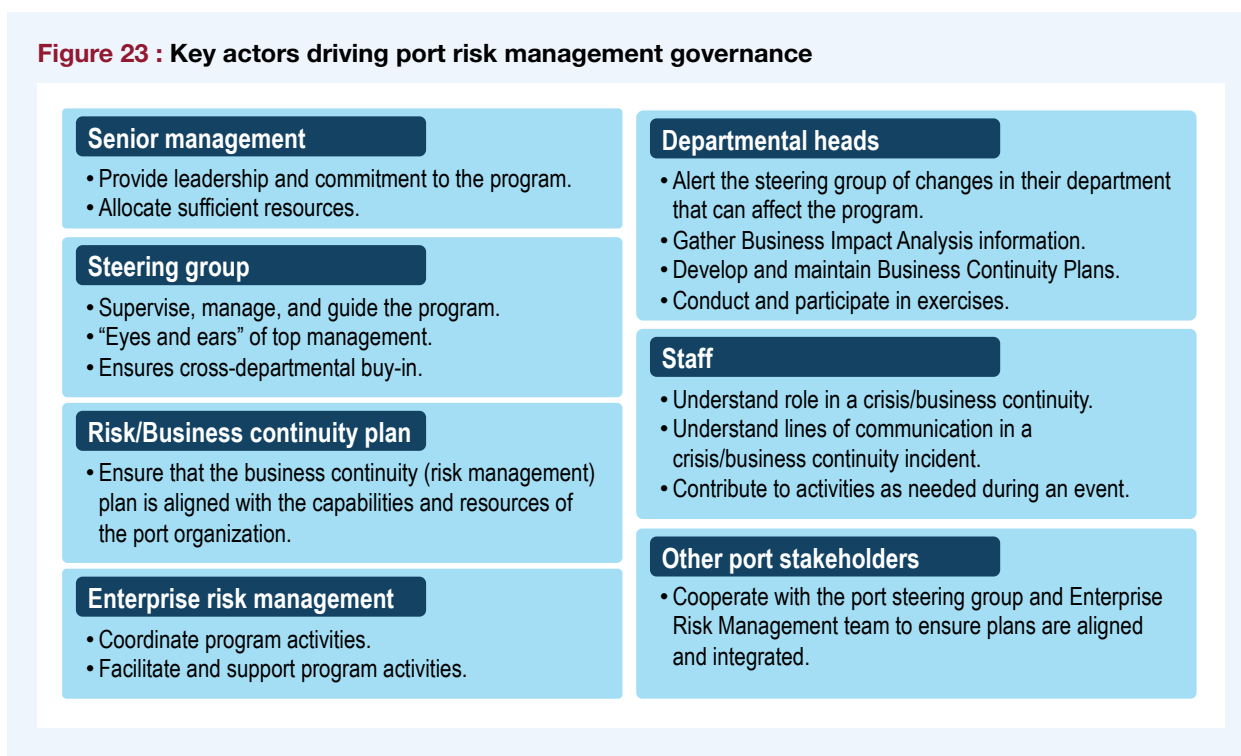 Figure 23 : Key actors driving port risk management governance
Senior management
• Provide leadership and commitment to the program.
• Allocate sufficient resources.
Steering group
• Supervise, manage, and guide the program.
• “Eyes and ears” of top management.
• Ensures cross-departmental buy-in.
Risk/Business continuity plan
• Ensure that the business continuity (risk management)
plan is aligned with the capabilities and resources of
the port organization.
Enterprise risk management
• Coordinate program activities.
• Facilitate and support program activities.
Departmental heads
• Alert the steering group of changes in their department
that can affect the program.
• Gather Business Impact Analysis information.
• Develop and maintain Business Continuity Plans.
• Conduct and participate in exercises.
Staff
• Understand role in a crisis/business continuity.
• Understand lines of communication in a
crisis/business continuity incident.
• Contribute to activities as needed during an event.
Other port stakeholders
• Cooperate with the port steering group and Enterprise
Risk Management team to ensure plans are aligned
and integrated.